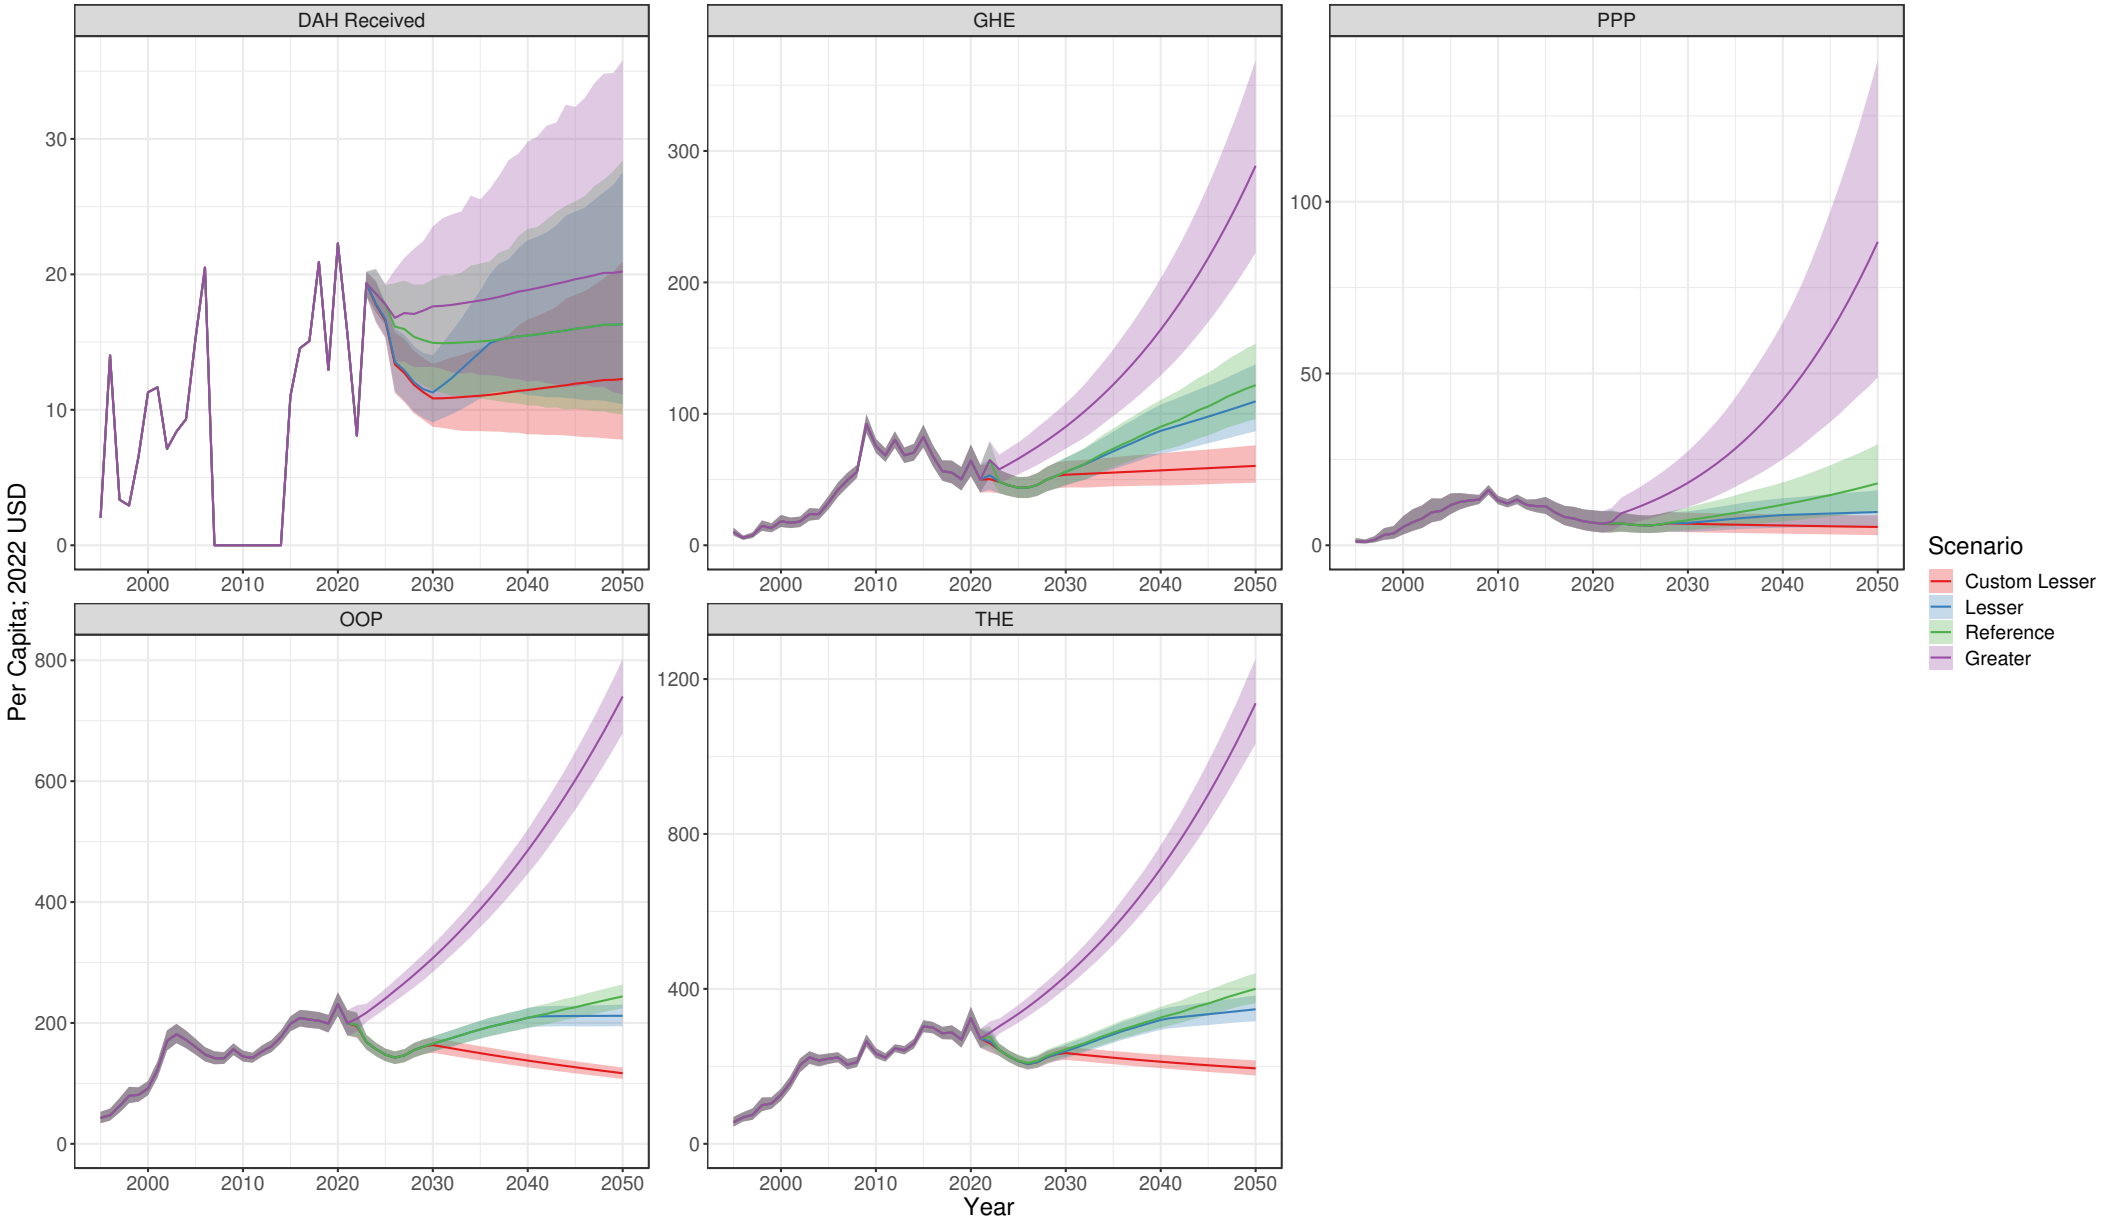 DAH Received
GHE
PPP
30
20
10
0
2000 2010 2020 2030 2040 2050
300
200
100
0
2000 2010 2020 2030 2040 2050
100
50
0
2000 2010 2020 2030 2040 2050
OOP
THE
800
600
400
200
0
2000 2010 2020 2030 2040 2050
1200
800
400
0
2000 2010 2020 2030 2040 2050
Per Capita; 2022 USD
Year
Scenario
Custom Lesser
Lesser
Reference
Greater